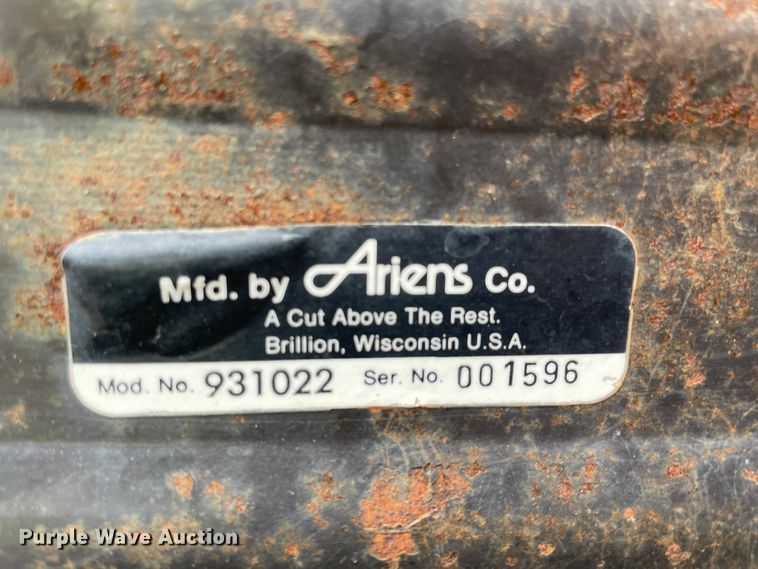 Mfd. by Ariens Co.
A Cut Above The Rest.
Brillion, Wisconsin U.S.A.
Mod. No. 931022 Ser. No. 001596
Purple Wave Auction